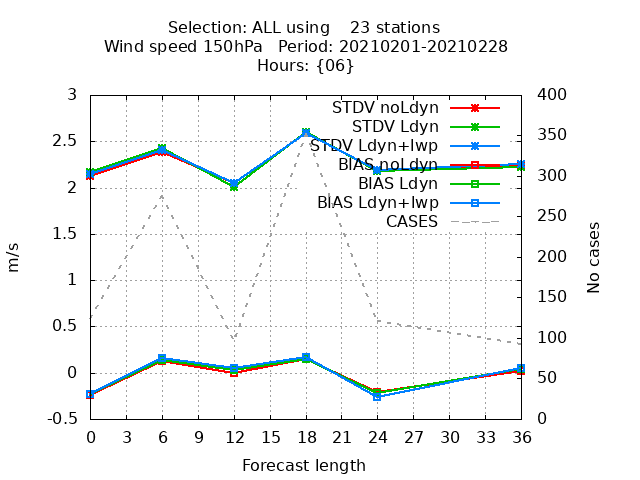 Selection: ALL using    23 stations
Wind speed 150hPa   Period: 20210201-20210228
Hours: {06}
3
2.5
2
1.5
1
0.5
0
-0.5
m/s
STDV noLdyn
STDV Ldyn
STDV Ldyn+lwp
BIAS noLdyn
BIAS Ldyn
BIAS Ldyn+lwp
CASES
400
350
300
250
200
150
100
50
0
No cases
0 3 6 9 12 15 18 21 24 27 30 33 36
Forecast length